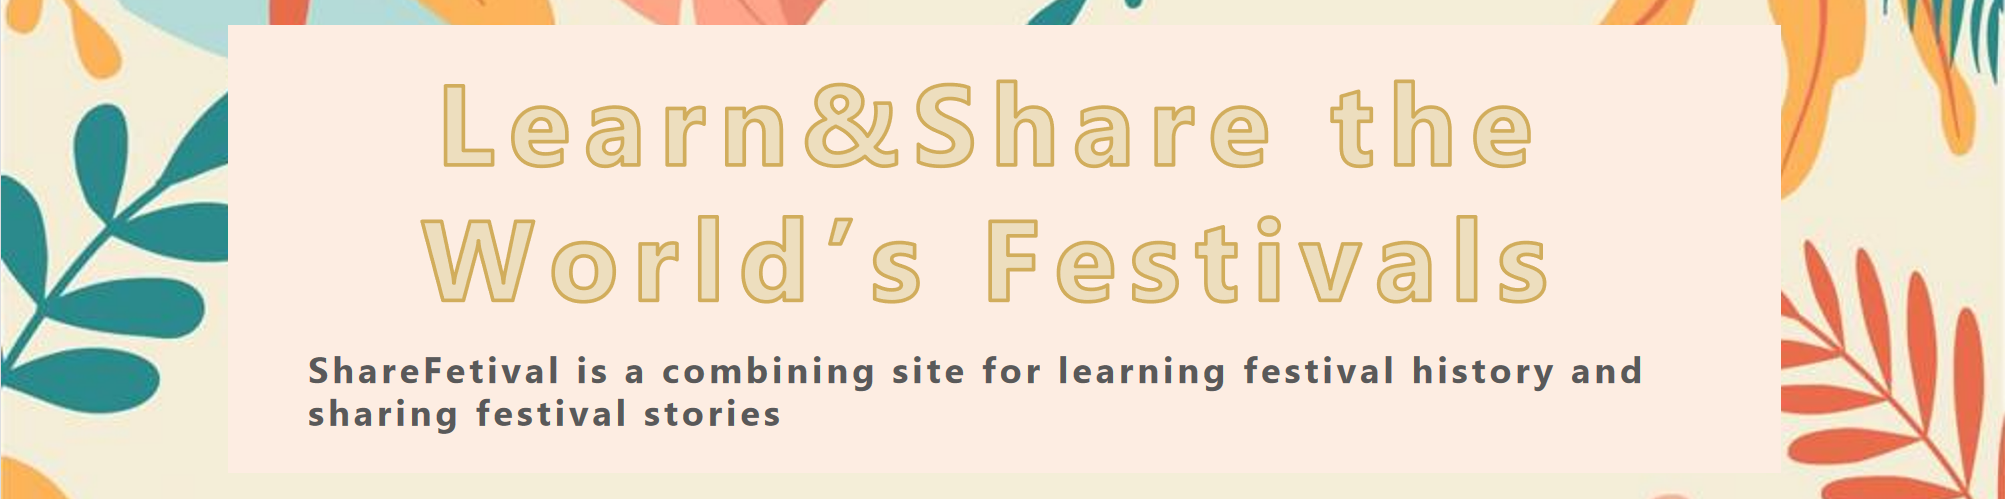 Learn&Share the
World’s Festivals
ShareFetival is a combining site for learning festival history and
sharing festival stories